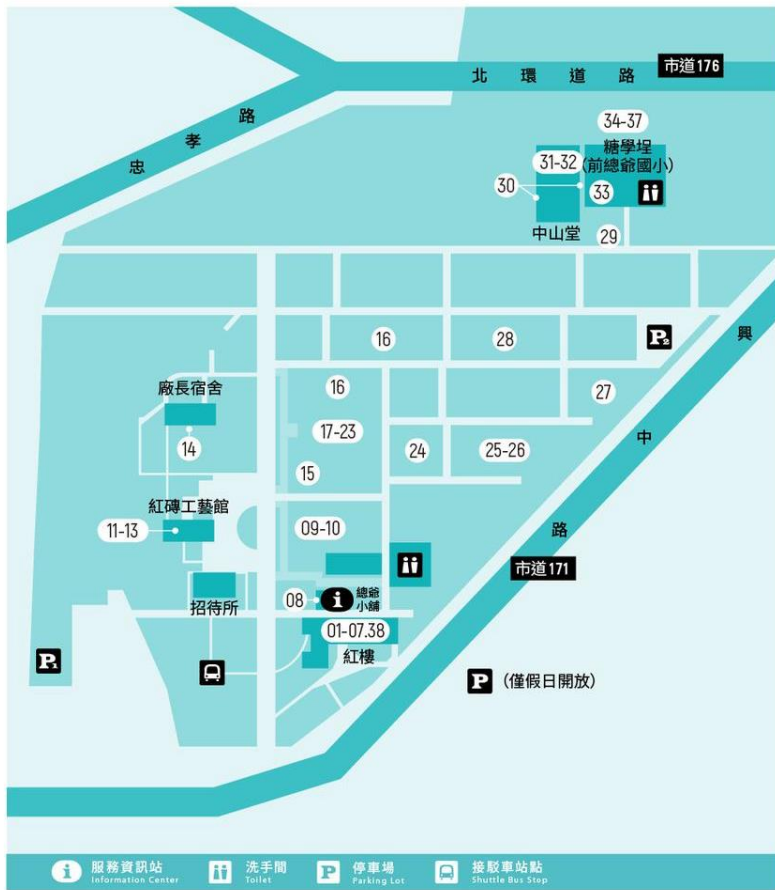 北環道路
市道176
忠孝路
34-37
糖學埕
(前總爺國小)
31-32
30
33
中山堂
29
16
28
P2
興中路
廠長宿舍
16
27
17-23
14
24
25-26
15
紅磚工藝館
11-13
09-10
市道171
招待所
08
i
總爺
小舖
01-07.38
紅樓
P1
P
(僅假日開放)
i
服務資訊站
Information Center
洗手間
Toilet
P
停車場
Parking Lot
接駁車站點
Shuttle Bus Stop